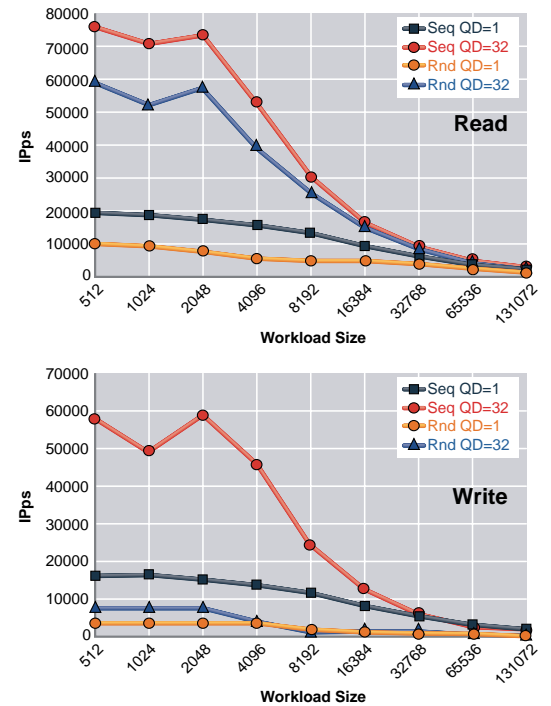 80000
70000
60000
50000
40000
30000
20000
10000
0
IPps
Seq QD=1
Seq QD=32
Rnd QD=1
Rnd QD=32
Read
512
1024
2048
4096
8192
16384
32768
65536
131072
Workload Size
70000
60000
50000
40000
30000
20000
10000
0
IPps
Seq QD=1
Seq QD=32
Rnd QD=1
Rnd QD=32
Write
512
1024
2048
4096
8192
16384
32768
65536
131072
Workload Size